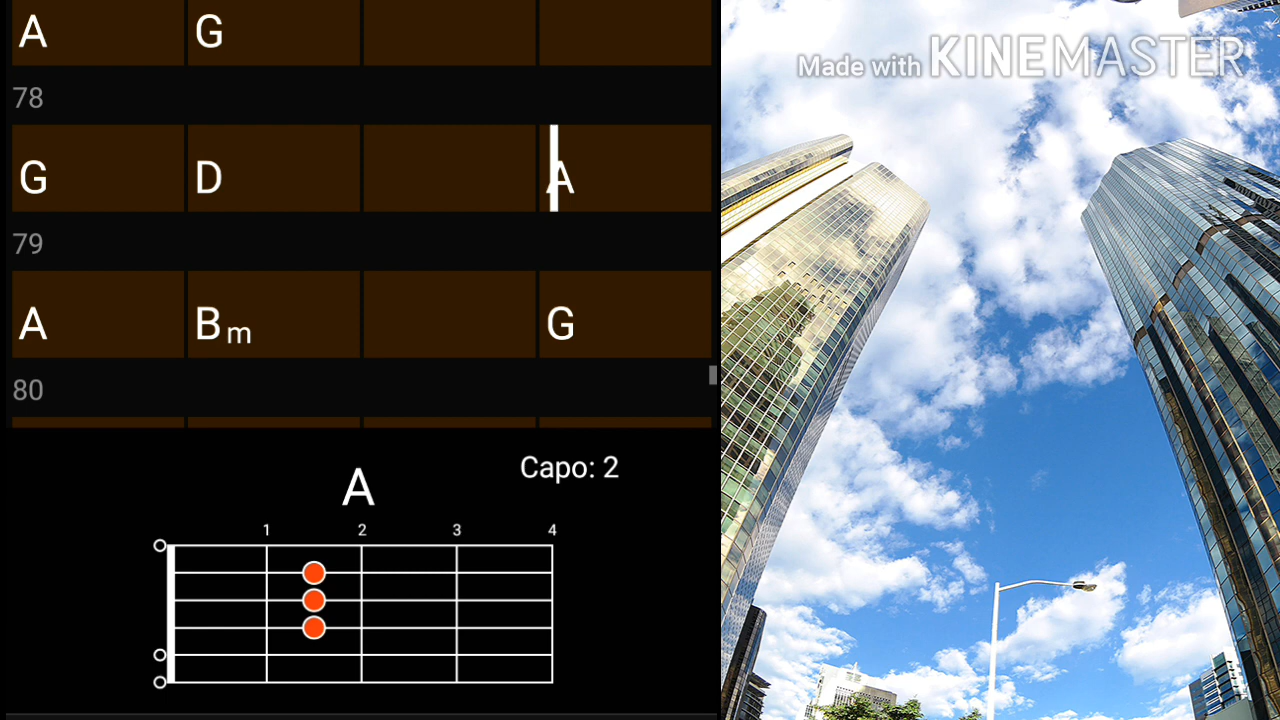 A G
78
G D A
79
A Bm G
80
A Capo: 2
1 2 3 4
Made with KINEMASTER